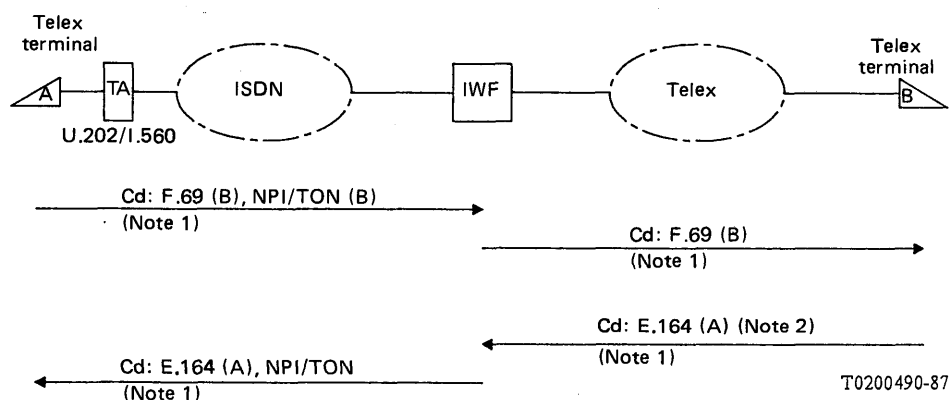 Telex
terminal
A
TA
ISDN
IWF
Telex
Telex
terminal
B
U.202/I.560
Cd: F.69 (B), NPI/TON (B)
(Note 1)
Cd: F.69 (B)
(Note 1)
Cd: E.164 (A) (Note 2)
(Note 1)
Cd: E.164 (A), NPI/TON
(Note 1)
T0200490-87